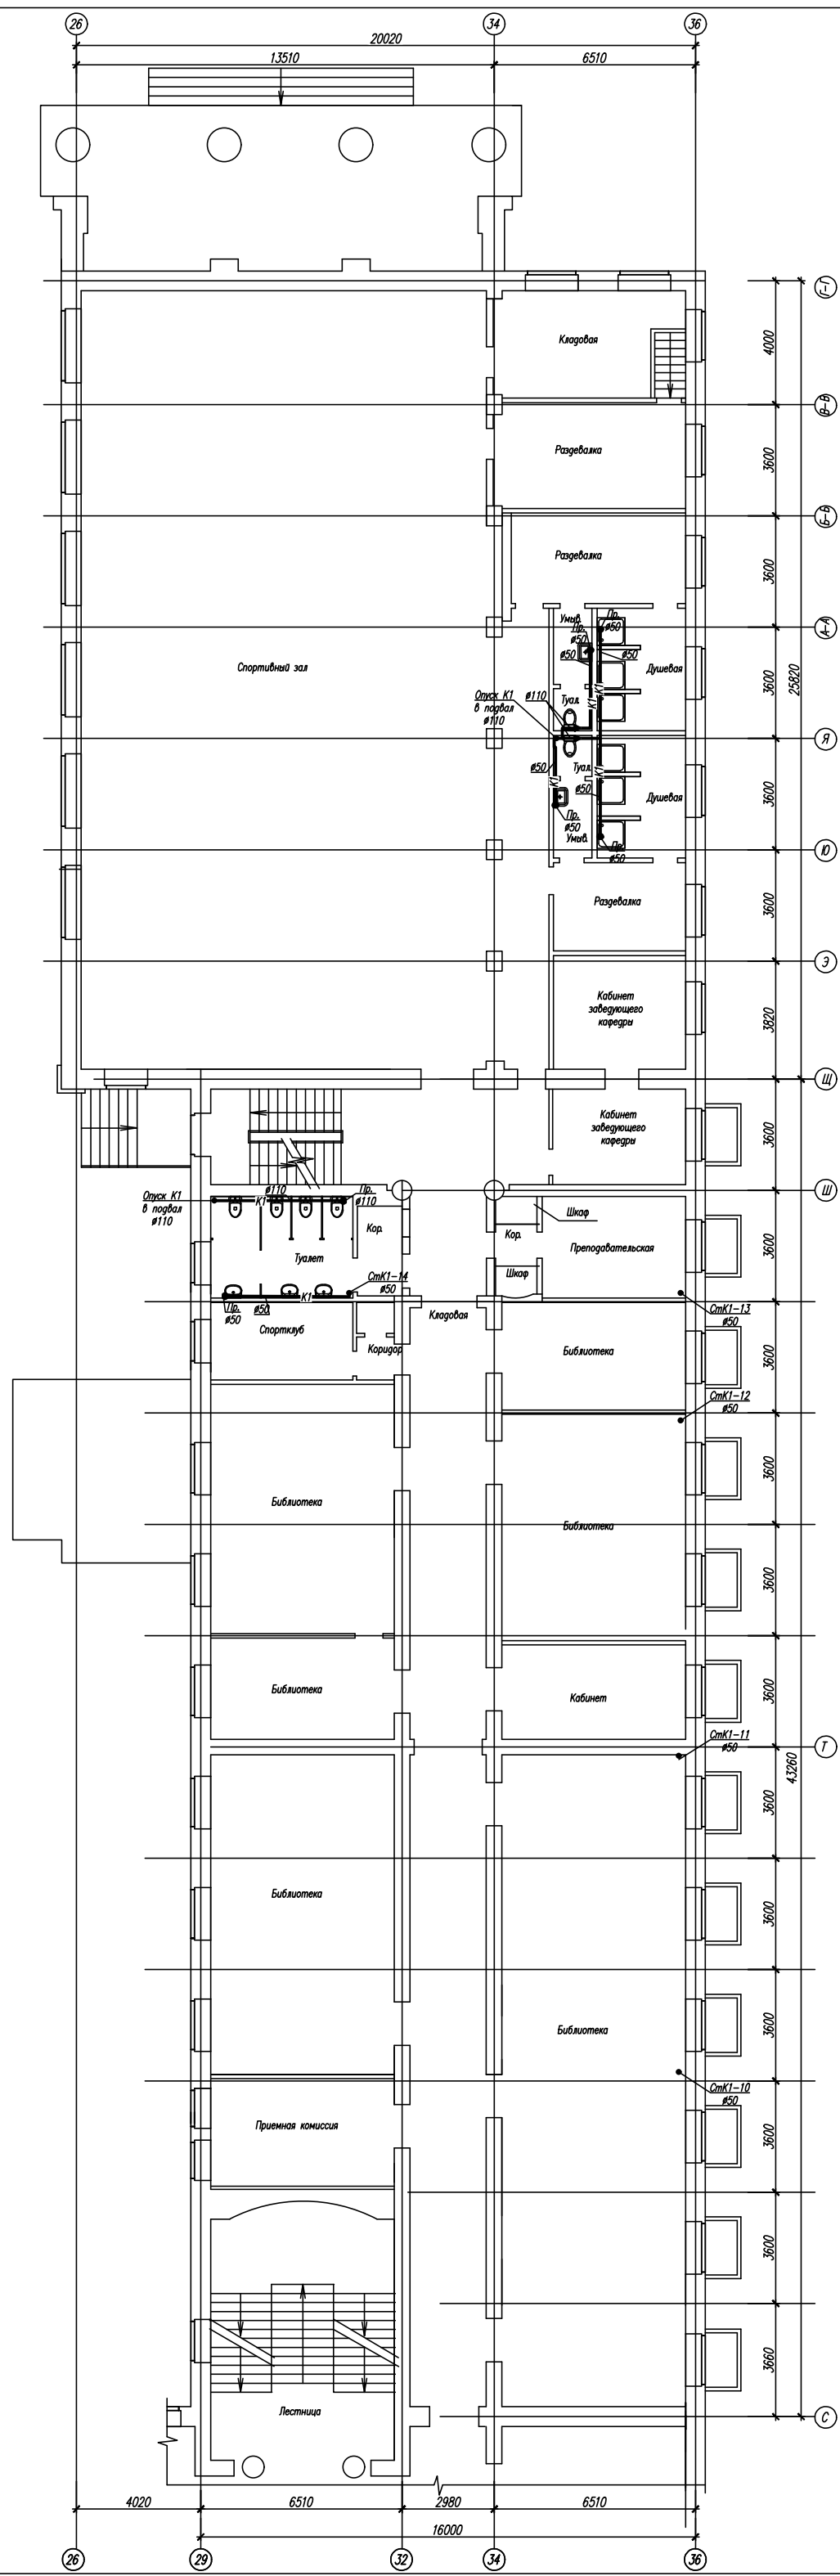 26
34
36
20020
13510
6510
Г-Г
4000
Кладовая
В-В
3600
Раздевалка
Б-Б
3600
Раздевалка
А-А
Умыв.
Пр.
ø50
Пр.
ø50
ø50
ø50
Спортивный зал
Душевая
3600
25820
Опуск К1
в подвал
ø110
ø110
Туал.
К1
К1
Я
ø50
Туал.
К1
К1
ø50
Душевая
3600
Пр.
ø50
Умыв.
Пр.
ø50
Ю
Раздевалка
3600
Э
Кабинет
заведующего
кафедры
3820
Щ
Кабинет
заведующего
кафедры
3600
Ш
Опуск К1
в подвал
ø110
ø110
К1
Пр.
ø110
Кор.
Кор.
Шкаф
Туалет
Преподавательская
3600
СтК1-14
ø50
Шкаф
К1
Пр.
ø50
ø50
Кладовая
СтК1-13
ø50
Спортклуб
Коридор
Библиотека
3600
СтК1-12
ø50
Библиотека
3600
Библиотека
3600
Библиотека
Кабинет
3600
СтК1-11
ø50
Т
43260
3600
Библиотека
3600
Библиотека
3600
СтК1-10
ø50
Приемная комиссия
3600
3600
3660
Лестница
С
4020
6510
2980
6510
16000
26
29
32
34
36